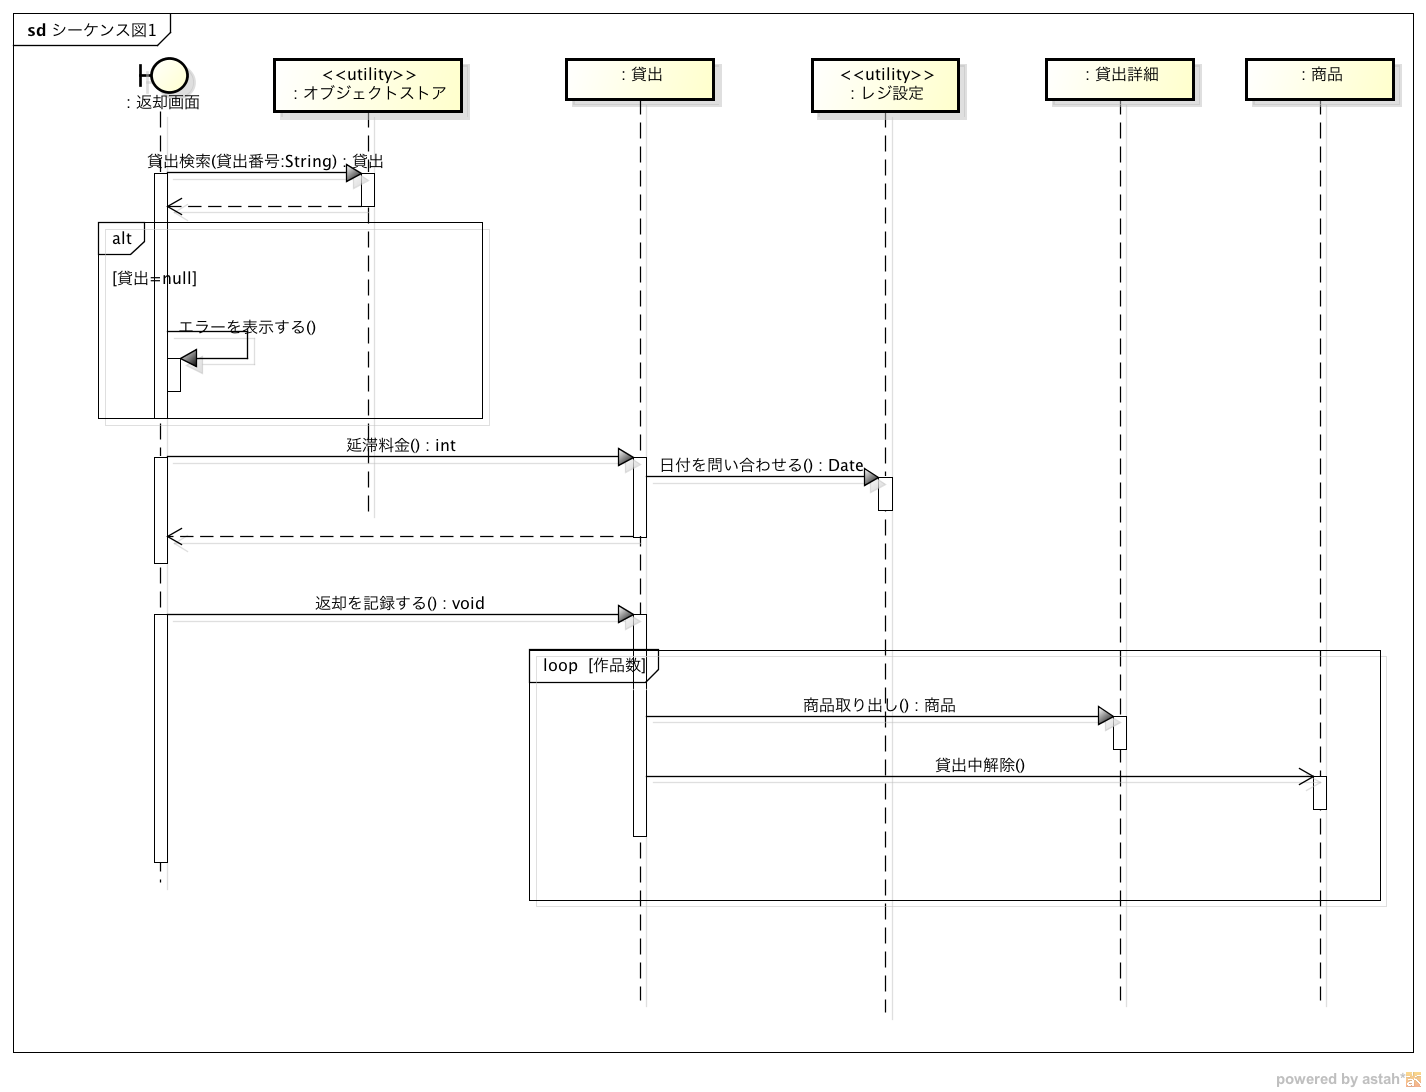 sd シーケンス図1
: 返却画面
<<utility>>
: オブジェクトストア
: 貸出
<<utility>>
: レジ設定
: 貸出詳細
: 商品
貸出検索(貸出番号:String) : 貸出
alt
[貸出=null]
エラーを表示する()
延滞料金() : int
日付を問い合わせる() : Date
返却を記録する() : void
loop [作品数]
商品取り出し() : 商品
貸出中解除()
powered by astah*